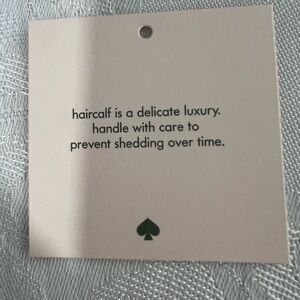 haircalf is a delicate luxury.
handle with care to
prevent shedding over time.